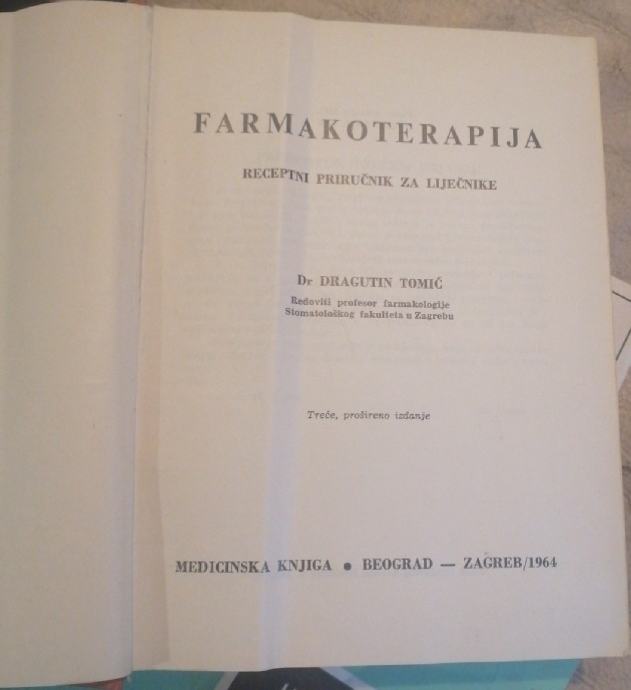 FARMAKOTERAPIJA
RECEPTNI PRIRUČNIK ZA LIJEČNIKE
Dr DRAGUTIN TOMIĆ
Redoviti profesor farmakologije
Stomatološkog fakulteta u Zagrebu
Treće, prošireno izdanje
MEDICINSKA KNJIGA ● BEOGRAD — ZAGREB/1964